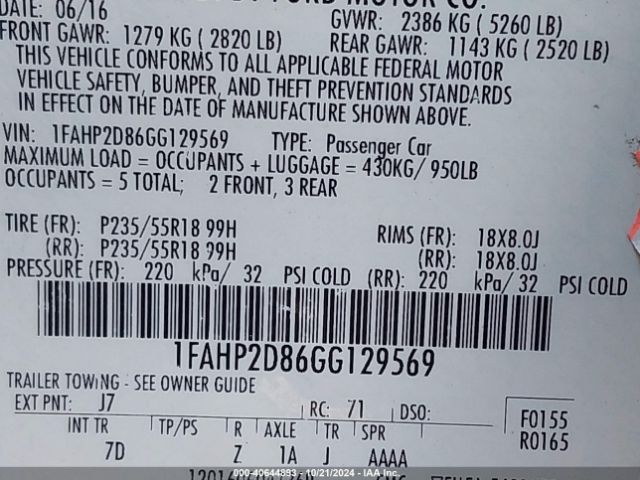 DATE: 06/16
FORD MOTOR CO.
GVWR: 2386 KG ( 5260 LB)
FRONT GAWR: 1279 KG ( 2820 LB) REAR GAWR: 1143 KG ( 2520 LB)
THIS VEHICLE CONFORMS TO ALL APPLICABLE FEDERAL MOTOR
VEHICLE SAFETY, BUMPER, AND THEFT PREVENTION STANDARDS
IN EFFECT ON THE DATE OF MANUFACTURE SHOWN ABOVE.
VIN: 1FAHP2D86GG129569 TYPE: Passenger Car
MAXIMUM LOAD = OCCUPANTS + LUGGAGE = 430KG/ 950LB
OCCUPANTS = 5 TOTAL; 2 FRONT, 3 REAR
TIRE (FR): P235/55R18 99H RIMS (FR): 18X8.0J
(RR): P235/55R18 99H (RR): 18X8.0J
PRESSURE (FR): 220 kPa/ 32 PSI COLD (RR): 220 kPa/ 32 PSI COLD
1FAHP2D86GG129569
TRAILER TOWING - SEE OWNER GUIDE
EXT PNT: J7 RC: 71 DSO: F0155
INT TR TP/PS R AXLE TR SPR R0165
7D Z 1A J AAAA
000-40644893 - 10/21/2024 - IAA, Inc.